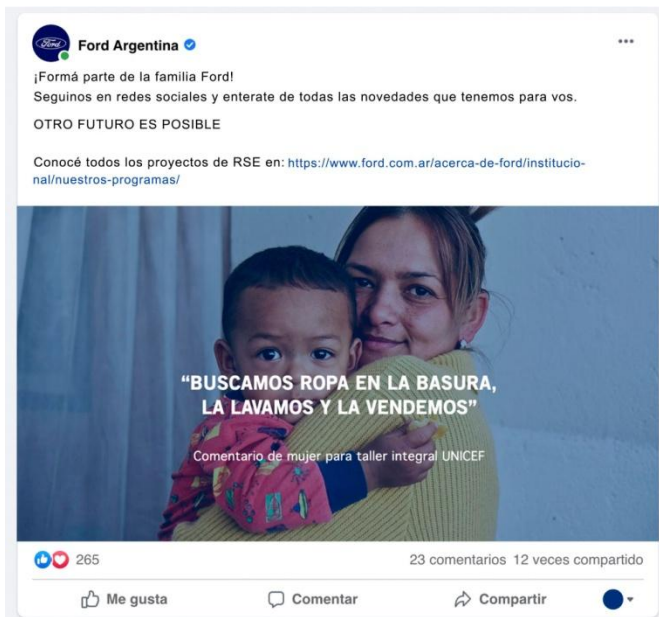 Ford
Ford Argentina
¡Formá parte de la familia Ford!
Seguinos en redes sociales y enterate de todas las novedades que tenemos para vos.
OTRO FUTURO ES POSIBLE
Conocé todos los proyectos de RSE en: https://www.ford.com.ar/acerca-de-ford/institucio-
nal/nuestros-programas/
“BUSCAMOS ROPA EN LA BASURA,
LA LAVAMOS Y LA VENDEMOS”
Comentario de mujer para taller integral UNICEF
265
23 comentarios 12 veces compartido
Me gusta
Comentar
Compartir